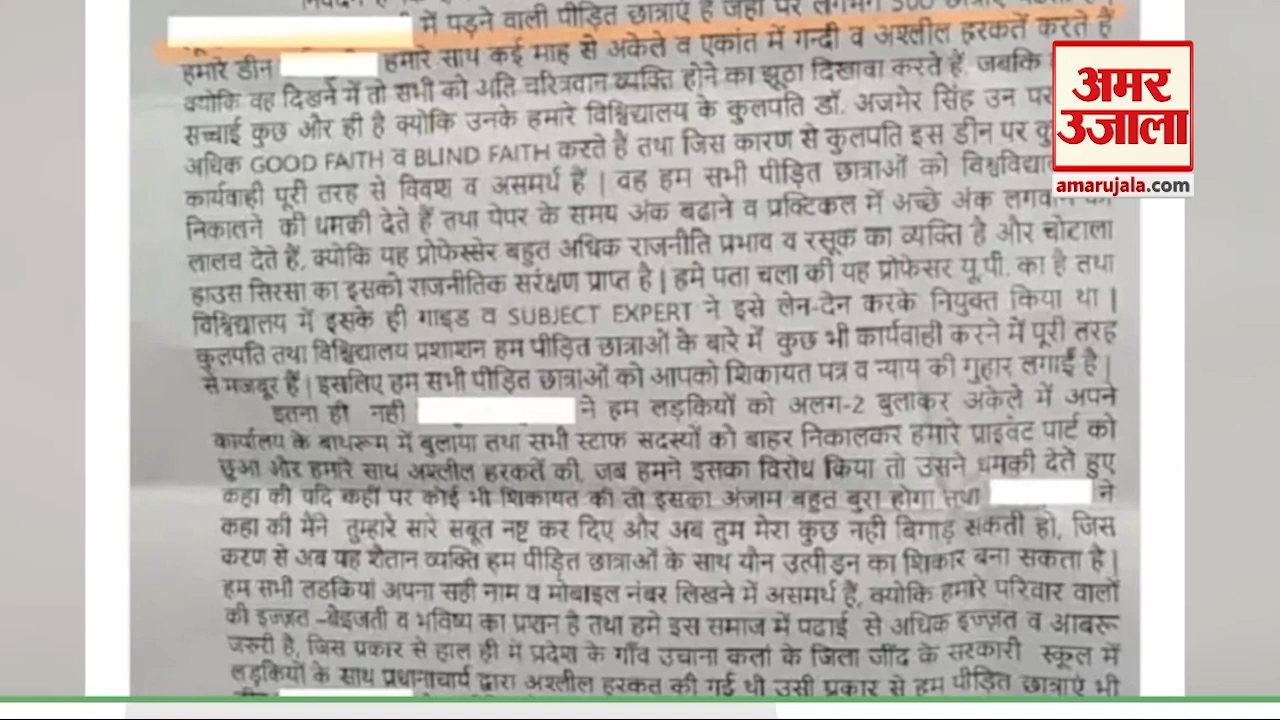 में पड़ने वाली पीड़ित छात्राएं है जहां पर लगभग 500 छात्राएं
हमारे डीन हमारे साथ कई माह से अकेले व एकांत में गन्दी व अश्लील हरकतें करते हैं
क्योकि वह दिखने में तो सभी को अति चरित्रवान व्यक्ति होने का झूठा दिखावा करते हैं, जबकि
सच्चाई कुछ और ही है क्योकि उनके हमारे विश्विद्यालय के कुलपति डॉ. अजमेर सिंह उन पर
अधिक GOOD FAITH व BLIND FAITH करते हैं तथा जिस कारण से कुलपति इस डीन पर
कार्यवाही पूरी तरह से विवश व असमर्थ हैं | वह हम सभी पीड़ित छात्राओं को
निकालने की धमकी देते हैं तथा पेपर के समय अंक बढाने व प्रक्टिकल में अच्छे अंक लगवाने का
लालच देते हैं, क्योकि यह प्रोफेस्सेर बहुत अधिक राजनीति प्रभाव व रसूक का व्यक्ति है और चोटाला
हाउस सिरसा का इसको राजनीतिक सरंक्षण प्राप्त है | हमे पता चला की यह प्रोफेसर यू.पी. का है तथा
विश्विद्यालय में इसके ही गाइड व SUBJECT EXPERT ने इसे लेन-देन करके नियुक्त किया था |
कुलपति तथा विश्विद्यालय प्रशाशन हम पीड़ित छात्राओं के बारे में कुछ भी कार्यवाही करने में पूरी तरह
से मजबूर हैं | इसलिए हम सभी पीड़ित छात्राओं को आपको शिकायत पत्र व न्याय की गुहार लगाईं है |
इतना ही नही ने हम लड़कियों को अलग-2 बुलाकर अकेले में अपने
कार्यालय के बाथरूम में बुलाया तथा सभी स्टाफ सदस्यों को बाहर निकालकर हमारे प्राइवेट पार्ट को
छुआ और हमारे साथ अश्लील हरकतें की, जब हमने इसका विरोध किया तो उसने धमकी देते हुए
कहा की यदि कहीं पर कोई भी शिकायत की तो इसका अंजाम बहुत बुरा होगा तथा ने
कहा की मैंने तुम्हारे सारे सबूत नष्ट कर दिए और अब तुम मेरा कुछ नही बिगाड़ सकती हो, जिस
करण से अब यह शैतान व्यक्ति हम पीड़ित छात्राओं के साथ यौन उत्पीड़न का शिकार बना सकता है |
हम सभी लडकियां अपना सही नाम व मोबाइल नंबर लिखने में असमर्थ हैं, क्योकि हमारे परिवार वालों
की इज्ज़त –बेइजती व भविष्य का प्रशन है तथा हमे इस समाज में पढाई से अधिक इज्ज़त व आबरू
जरुरी है, जिस प्रकार से हाल ही में प्रदेश के गाँव उचाना कलां के जिला जींद के सरकारी स्कूल में
लड़कियों के साथ प्रधानाचार्य द्वारा अश्लील हरकत की गई थी उसी प्रकार से हम पीड़ित छात्राएं भी
अमर
उजाला
amarujala.com